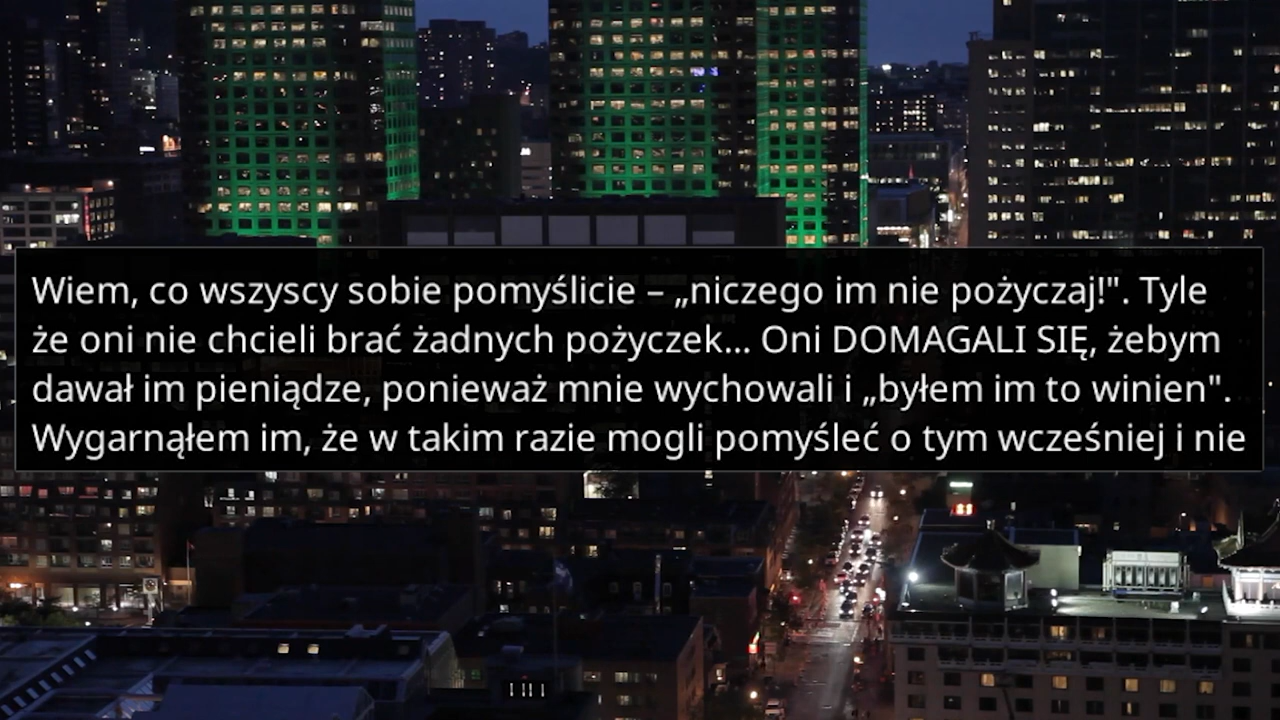 Wiem, co wszyscy sobie pomyślicie – „niczego im nie pożyczaj!". Tyle
że oni nie chcieli brać żadnych pożyczek... Oni DOMAGALI SIĘ, żebym
dawał im pieniądze, ponieważ mnie wychowali i „byłem im to winien".
Wygarnąłem im, że w takim razie mogli pomyśleć o tym wcześniej i nie